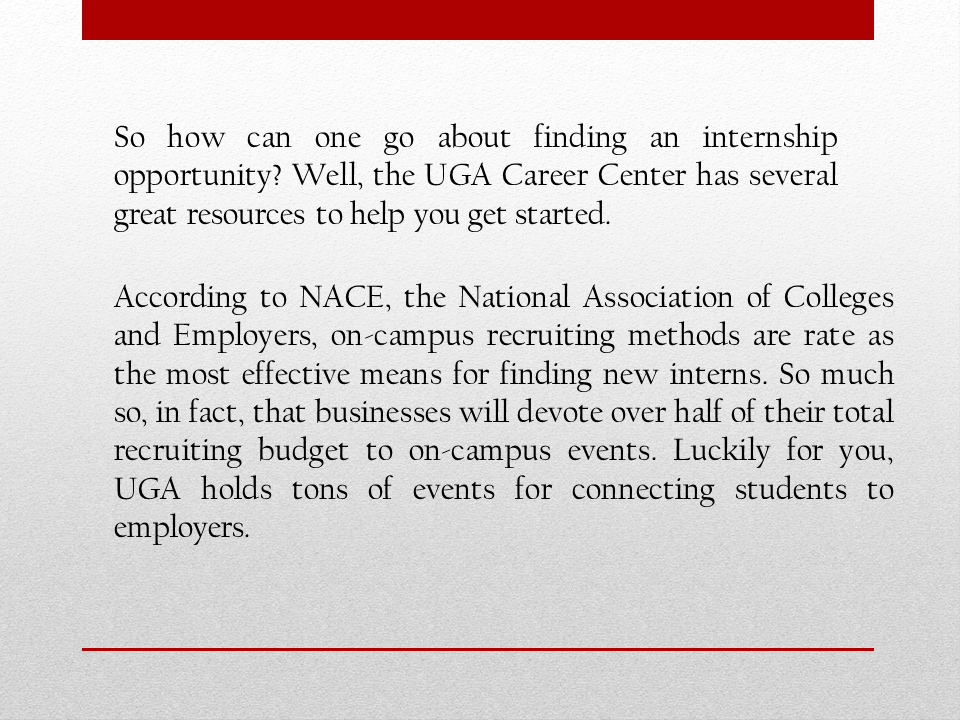 So how can one go about finding an internship
opportunity? Well, the UGA Career Center has several
great resources to help you get started.
According to NACE, the National Association of Colleges
and Employers, on-campus recruiting methods are rate as
the most effective means for finding new interns. So much
so, in fact, that businesses will devote over half of their total
recruiting budget to on-campus events. Luckily for you,
UGA holds tons of events for connecting students to
employers.